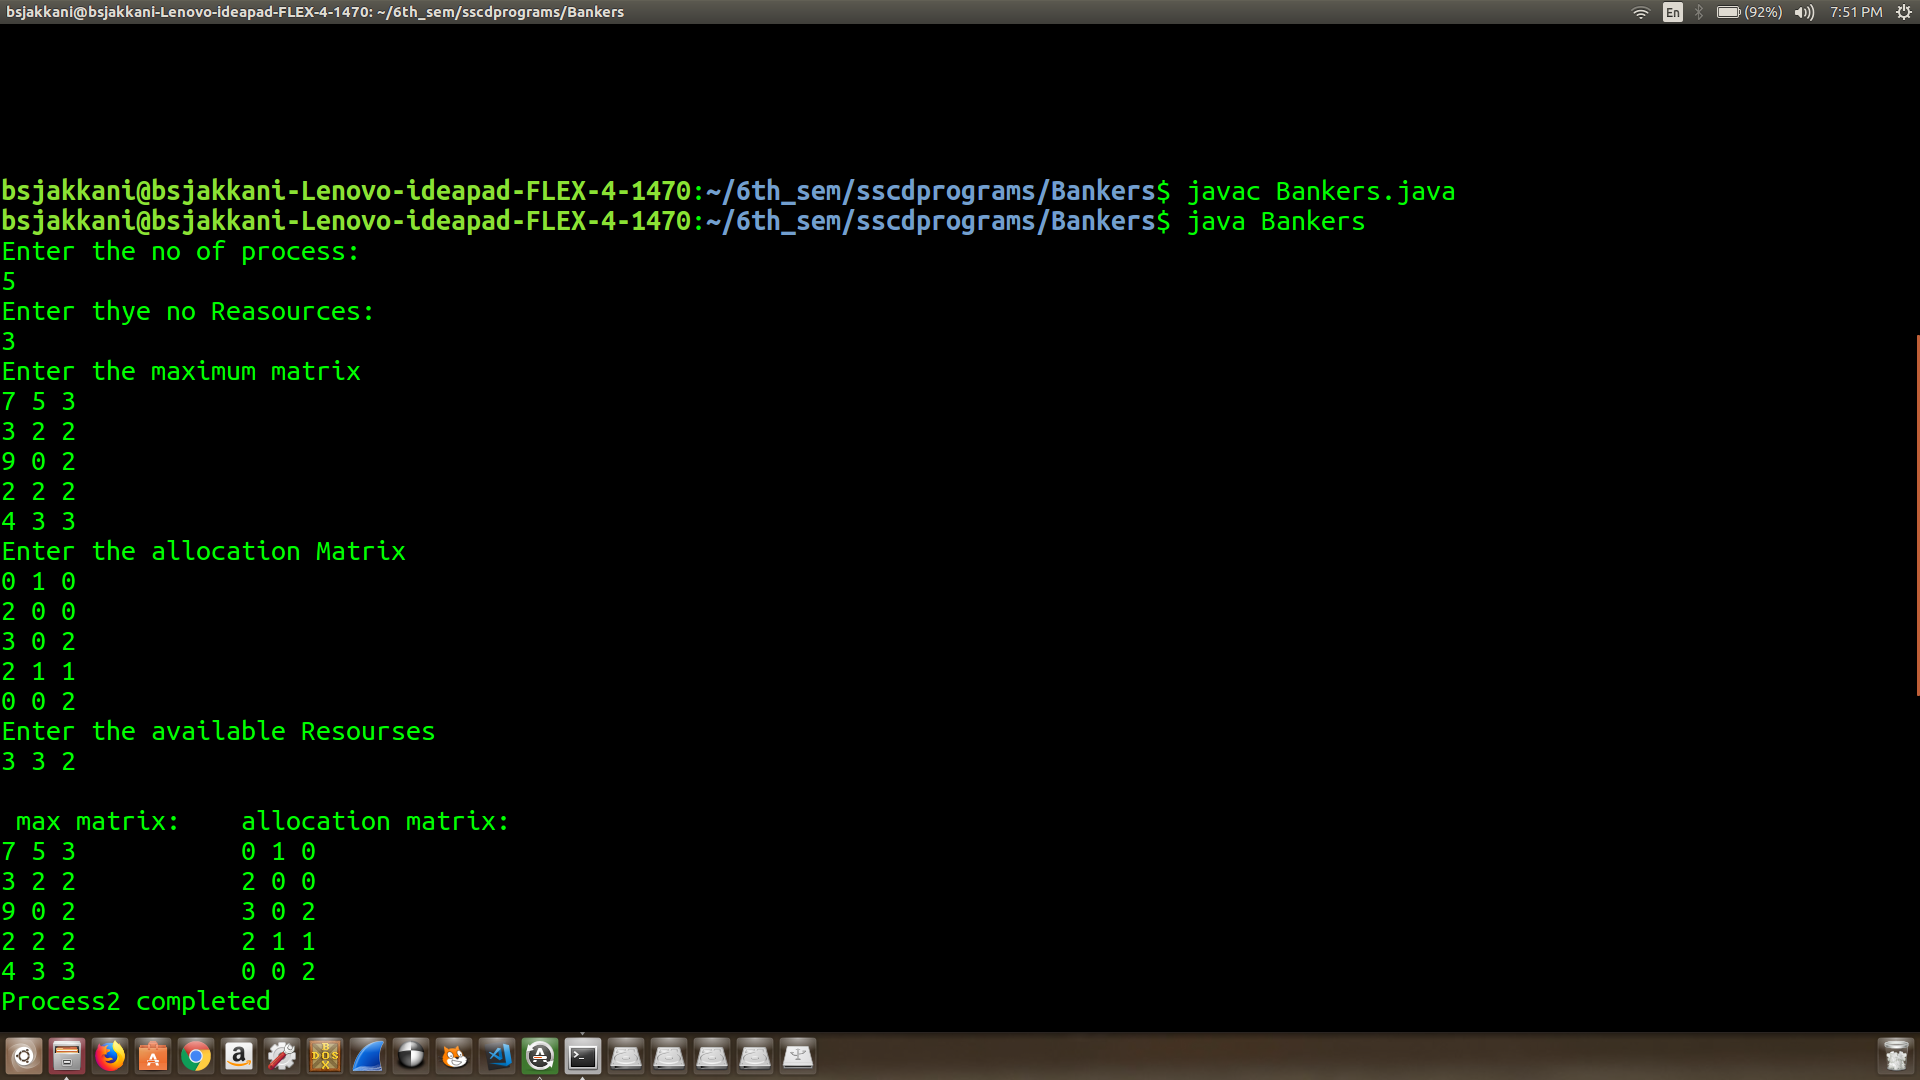 bsjakkani@bsjakkani-Lenovo-ideapad-FLEX-4-1470: ~/6th_sem/sscdprograms/Bankers En (92%) 7:51 PM
bsjakkani@bsjakkani-Lenovo-ideapad-FLEX-4-1470:~/6th_sem/sscdprograms/Bankers$ javac Bankers.java
bsjakkani@bsjakkani-Lenovo-ideapad-FLEX-4-1470:~/6th_sem/sscdprograms/Bankers$ java Bankers
Enter the no of process:
5
Enter thye no Reasources:
3
Enter the maximum matrix
7 5 3
3 2 2
9 0 2
2 2 2
4 3 3
Enter the allocation Matrix
0 1 0
2 0 0
3 0 2
2 1 1
0 0 2
Enter the available Resourses
3 3 2
max matrix: allocation matrix:
7 5 3 0 1 0
3 2 2 2 0 0
9 0 2 3 0 2
2 2 2 2 1 1
4 3 3 0 0 2
Process2 completed